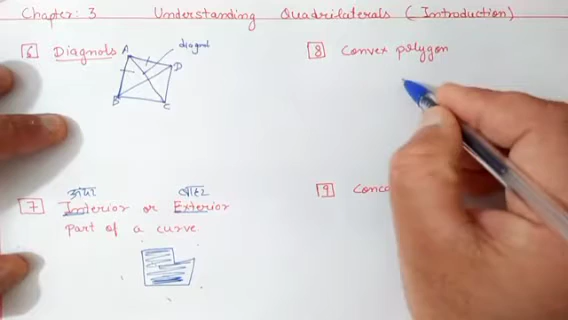 Chapter: 3 Understanding Quadrilaterals (Introduction)
6 Diagnols
diagnol
A
D
B
C
7 अंदर बाहर
Interior or Exterior
part of a curve
8 Convex polygon
9 Conca